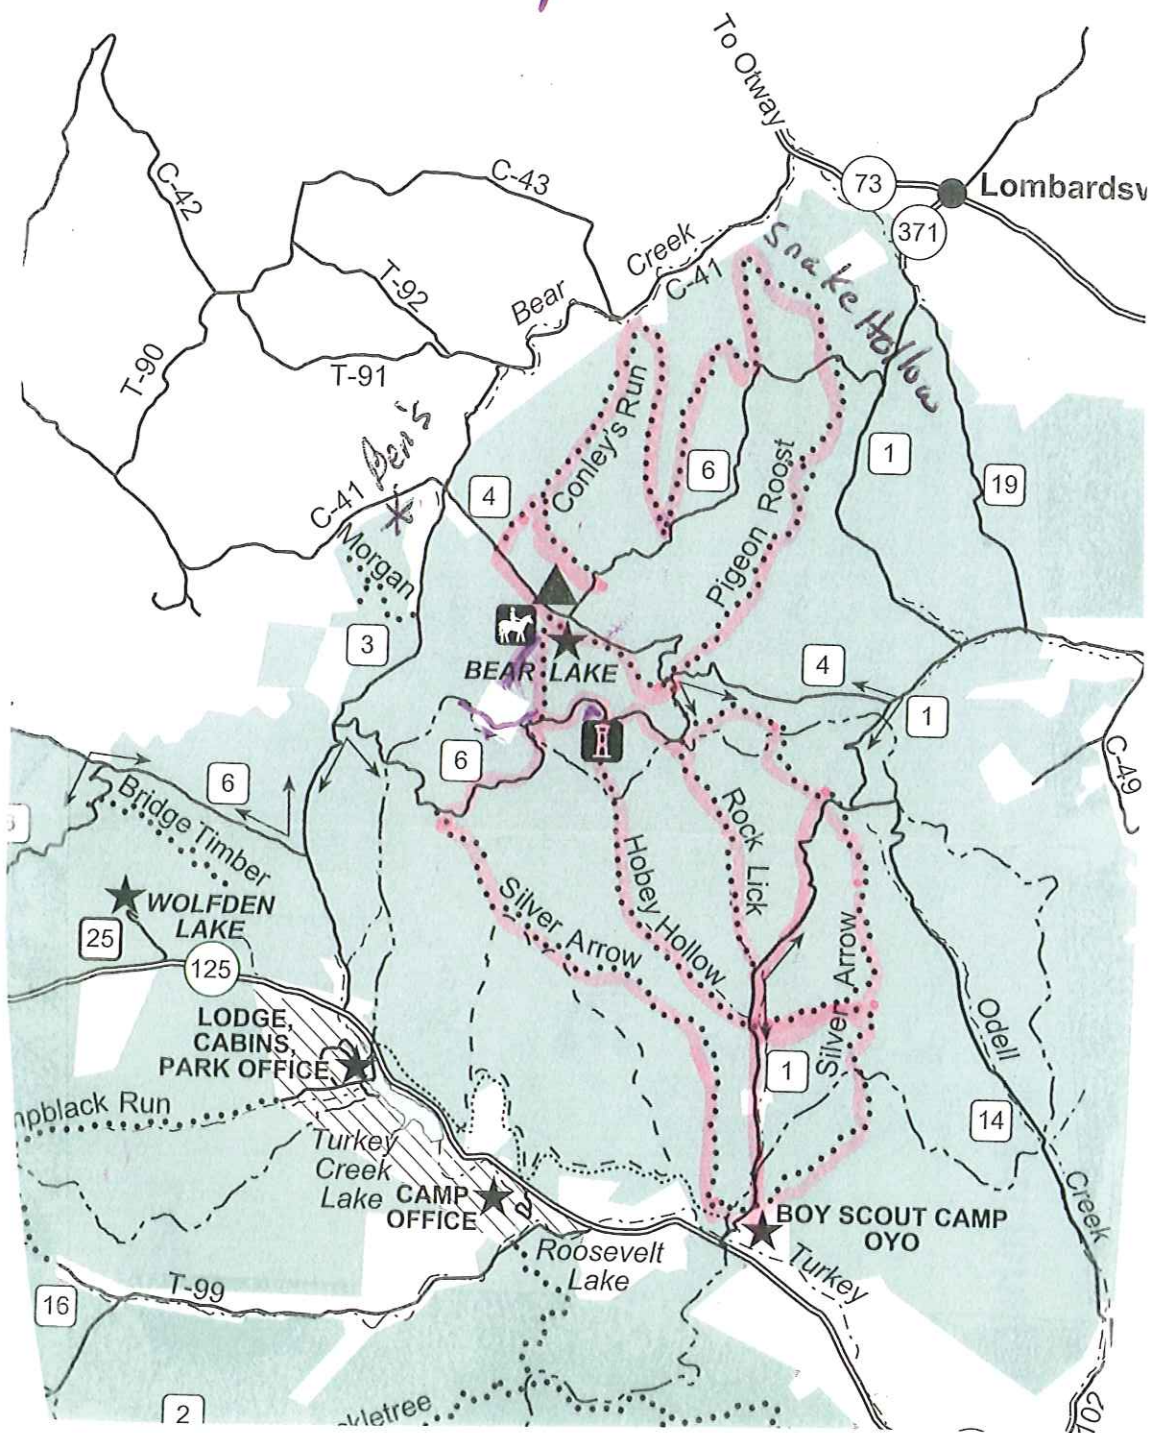 To Otway
C-42
C-43
73
Lombardsv
371
Creek
C-41
Snake Hollow
T-92
Bear
T-90
T-91
Ben's
Conley's Run
6
Pigeon Roost
1
19
4
C-41
Morgan
3
BEAR LAKE
4
1
6
C-49
6
Bridge Timber
Rock Lick
Hobey Hollow
Silver Arrow
WOLFDEN
LAKE
25
125
Silver Arrow
Odell
LODGE,
CABINS,
PARK OFFICE
1
14
mpblack Run
Turkey
Creek
Lake
CAMP
OFFICE
Creek
BOY SCOUT CAMP
OYO
Roosevelt
Lake
Turkey
T-99
16
2
kletree
102